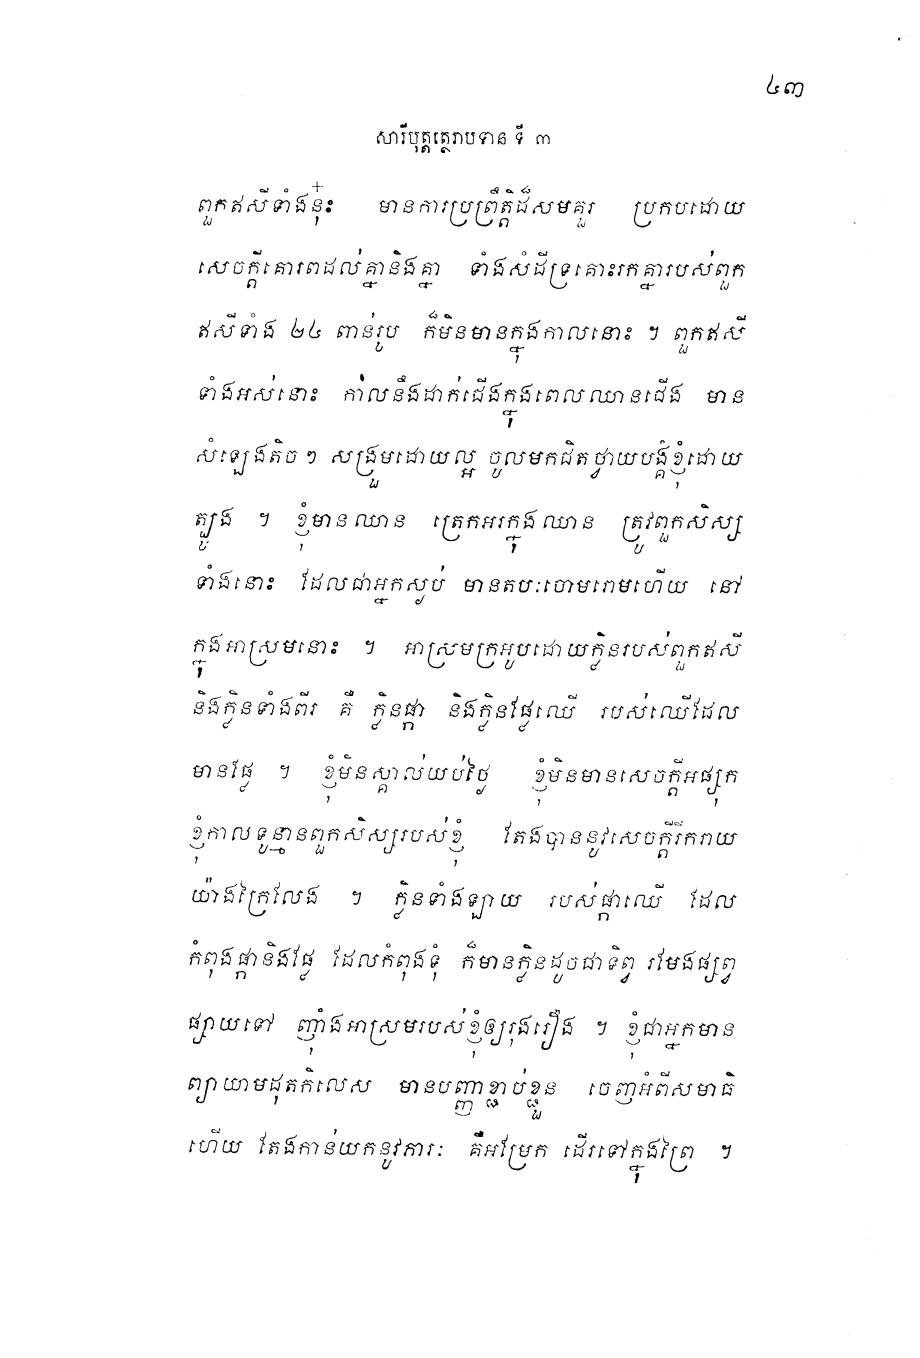 ៤៣
សារីបុត្តត្ថេរាបទាន ទី ៣
ពួកឥសីទាំងនុ៎ះ មានការប្រព្រឹត្តិដ៏សមគួរ ប្រកបដោយ
សេចក្តីគោរពដល់គ្នានិងគ្នា ទាំងសំដីទ្រគោះរកគ្នារបស់ពួក
ឥសីទាំង ២៤ ពាន់រូប ក៏មិនមានក្នុងកាលនោះ ។ ពួកឥសី
ទាំងអស់នោះ កាលនឹងដាក់ជើងក្នុងពេលឈានជើង មាន
សំឡេងតិចៗ សង្រួមដោយល្អ ចូលមកជិតថ្វាយបង្គំខ្ញុំដោយ
ត្បូង ។ ខ្ញុំមានឈាន ត្រេកអរក្នុងឈាន ត្រូវពួកសិស្ស
ទាំងនោះ ដែលជាអ្នកស្ងប់ មានតបៈចោមរោមហើយ នៅ
ក្នុងអាស្រមនោះ ។ អាស្រមក្រអូបដោយក្លិនរបស់ពួកឥសី
និងក្លិនទាំងពីរ គឺ ក្លិនផ្កា និងក្លិនផ្លែឈើ របស់ឈើដែល
មានផ្លែ ។ ខ្ញុំមិនស្គាល់យប់ថ្ងៃ ខ្ញុំមិនមានសេចក្តីអផ្សុក
ខ្ញុំកាលទូន្មានពួកសិស្សរបស់ខ្ញុំ តែងបាននូវសេចក្តីរីករាយ
យ៉ាងក្រៃលែង ។ ក្លិនទាំងឡាយ របស់ផ្កាឈើ ដែល
កំពុងផ្កានិងផ្លែ ដែលកំពុងទុំ ក៏មានក្លិនដូចជាទិព្វ រមែងផ្សព្វ
ផ្សាយទៅ ញ៉ាំងអាស្រមរបស់ខ្ញុំឲ្យរុងរឿង ។ ខ្ញុំជាអ្នកមាន
ព្យាយាមដុតកិលេស មានបញ្ញាខ្ជាប់ខ្ជួន ចេញអំពីសមាធិ
ហើយ តែងកាន់យកនូវភារៈ គឺអម្រែក ដើរទៅក្នុងព្រៃ ។